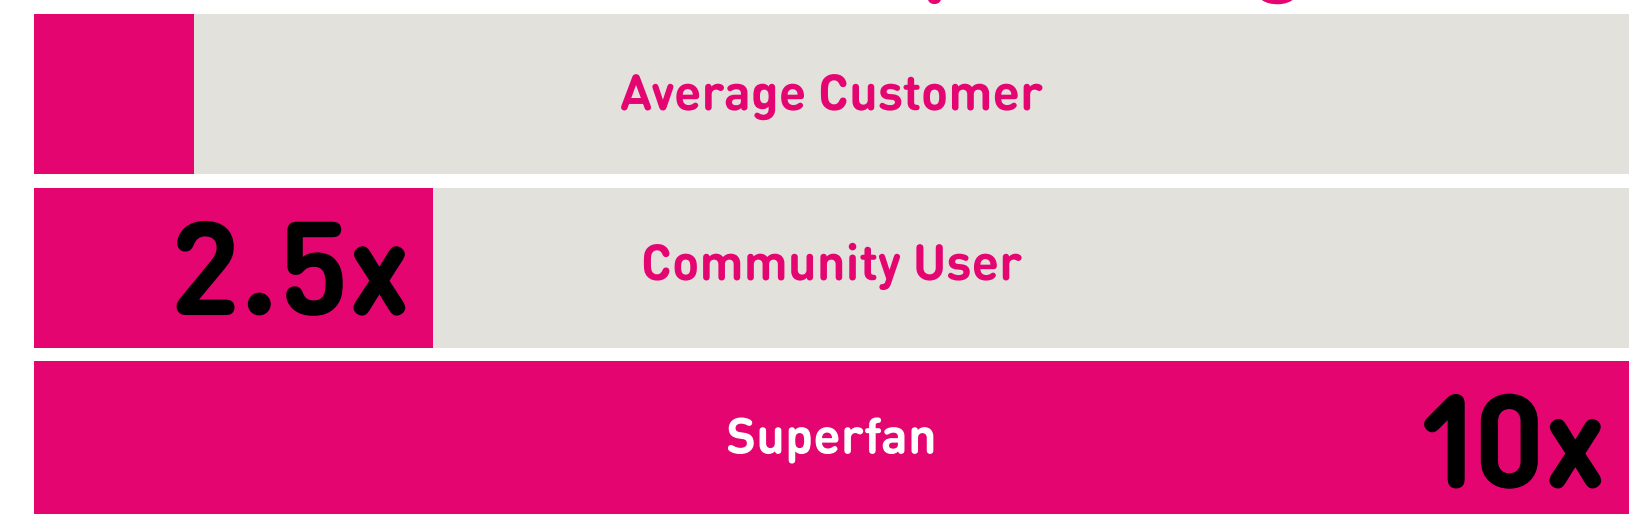 Average Customer
2.5x
Community User
Superfan
10x